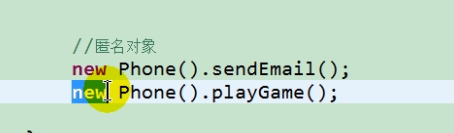 //匿名对象
new Phone().sendEmail();
new Phone().playGame();
}